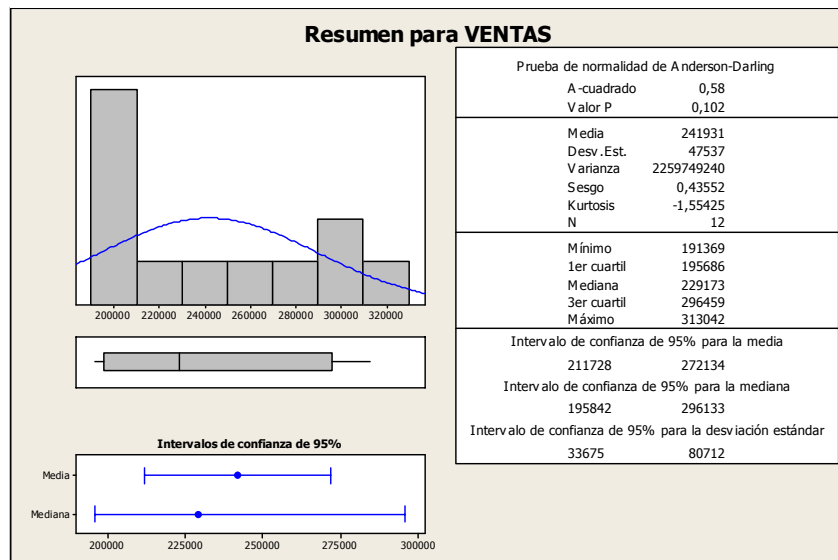 Resumen para VENTAS
200000 220000 240000 260000 280000 300000 320000
Intervalos de confianza de 95%
Media
Mediana
200000 225000 250000 275000 300000
Prueba de normalidad de Anderson-Darling
A-cuadrado 0,58
Valor P 0,102
Media 241931
Desv.Est. 47537
Varianza 2259749240
Sesgo 0,43552
Kurtosis -1,55425
N 12
Mínimo 191369
1er cuartil 195686
Mediana 229173
3er cuartil 296459
Máximo 313042
Intervalo de confianza de 95% para la media
211728 272134
Intervalo de confianza de 95% para la mediana
195842 296133
Intervalo de confianza de 95% para la desviación estándar
33675 80712